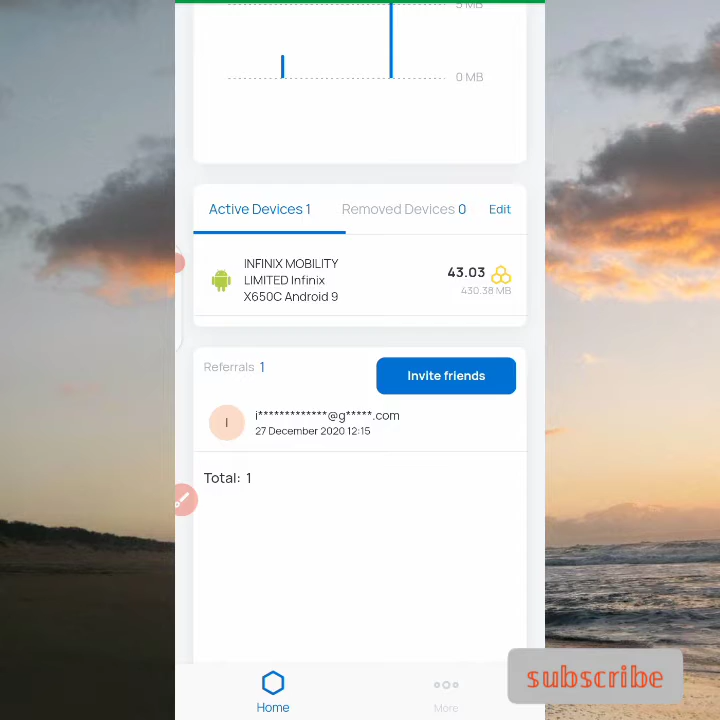 5 MB
0 MB
Active Devices 1 Removed Devices 0 Edit
INFINIX MOBILITY
LIMITED Infinix
X650C Android 9
43.03
430.38 MB
Referrals 1
Invite friends
I
i*************@g*****.com
27 December 2020 12:15
Total: 1
subscribe
Home
More